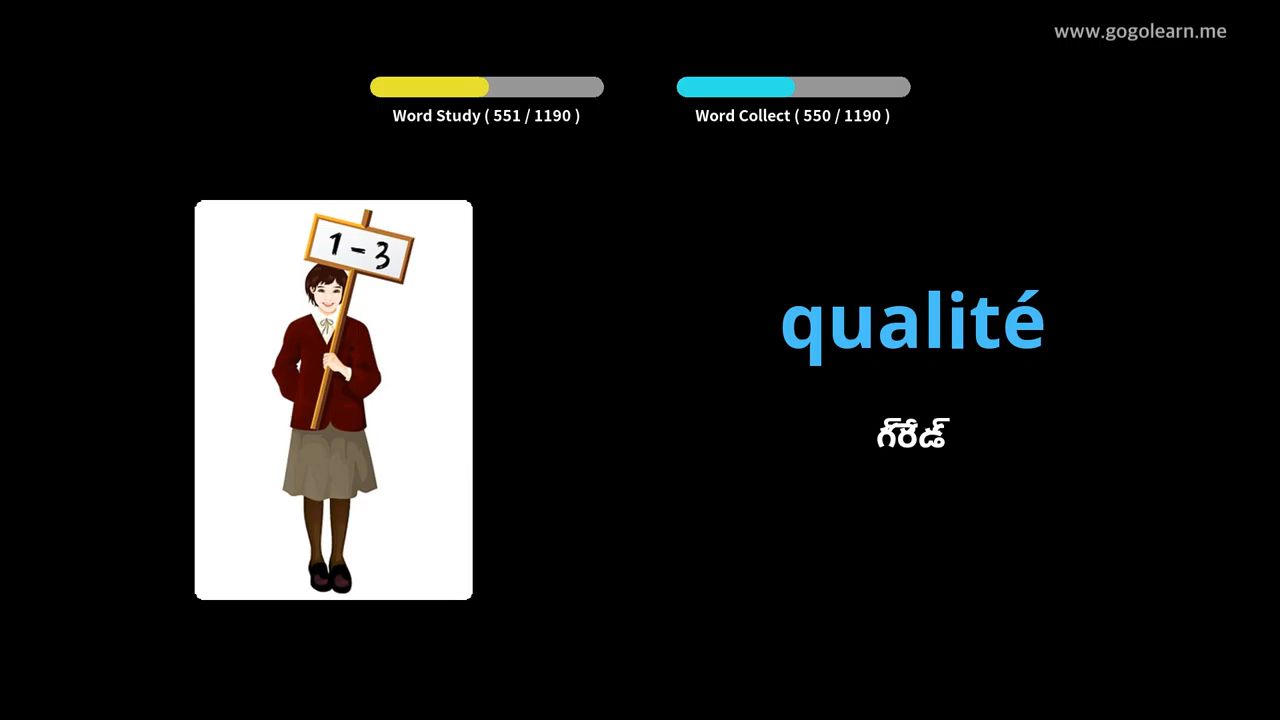 www.gogolearn.me
Word Study ( 551 / 1190 )
Word Collect ( 550 / 1190 )
1 - 3
qualité
గ్రేడ్